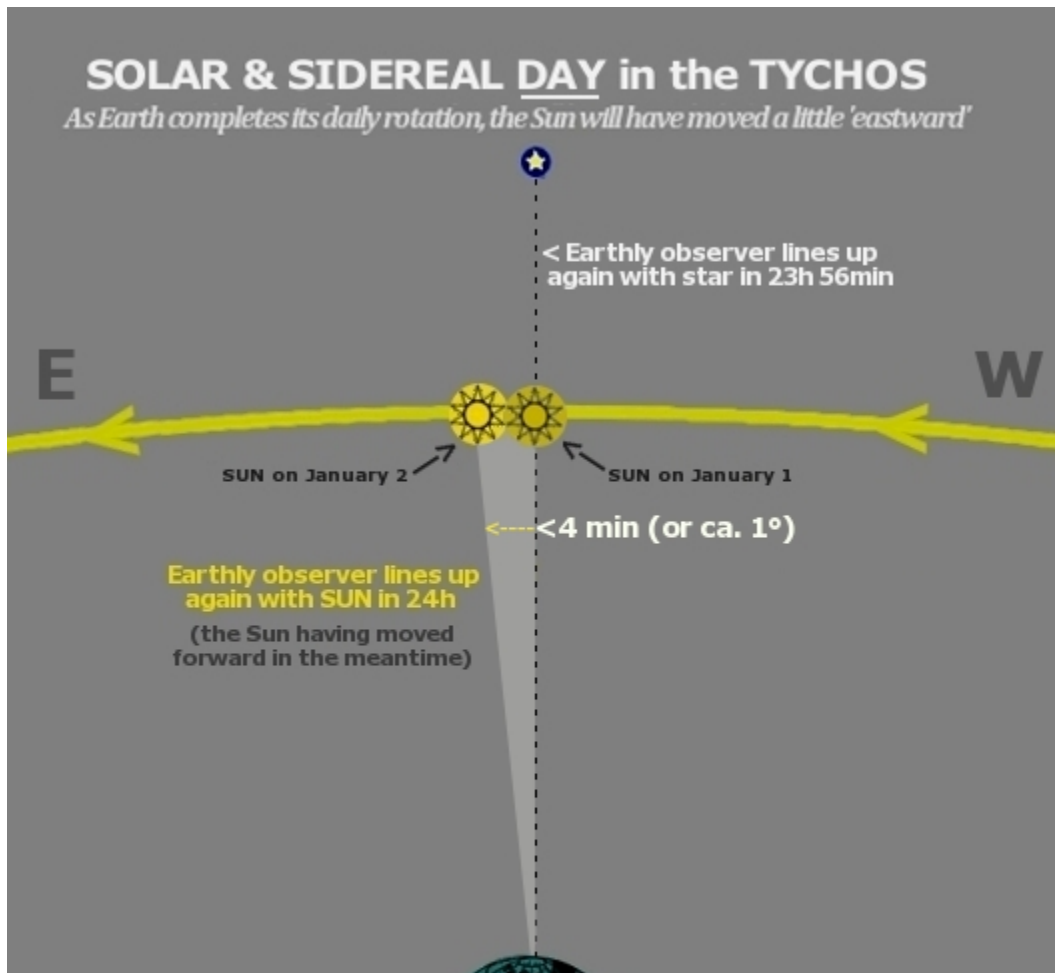 SOLAR & SIDEREAL DAY in the TYCHOS
As Earth completes its daily rotation, the Sun will have moved a little 'eastward'
< Earthly observer lines up
again with star in 23h 56min
E
W
SUN on January 2
SUN on January 1
<4 min (or ca. 1°)
Earthly observer lines up
again with SUN in 24h
(the Sun having moved
forward in the meantime)